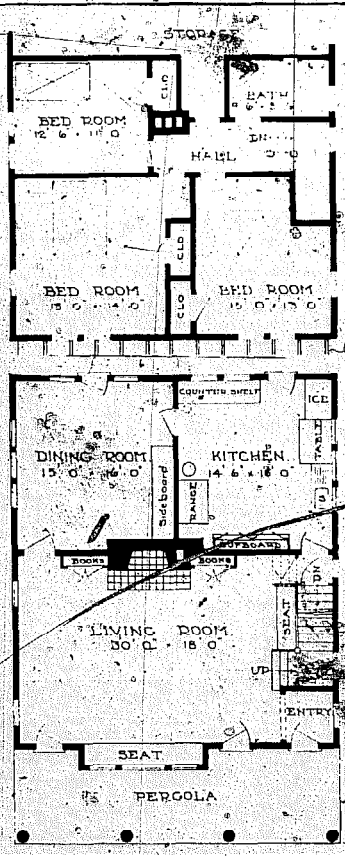 STORAGE
CLO
BATH
BED ROOM
12'6" · 11'0"
DN
HALL
CLO
BED ROOM
15'0" · 14'0"
BED ROOM
15'0" · 13'0"
CLO
COUNTER SHELF
ICE
TABLE
DINING ROOM
15'0" · 16'0"
KITCHEN
14'6" · 16'0"
Sideboard
RANGE
S
CUPBOARD
BOOKS
BOOKS
DN
LIVING ROOM
30'0" · 18'0"
SEAT
UP
ENTRY
SEAT
PERGOLA